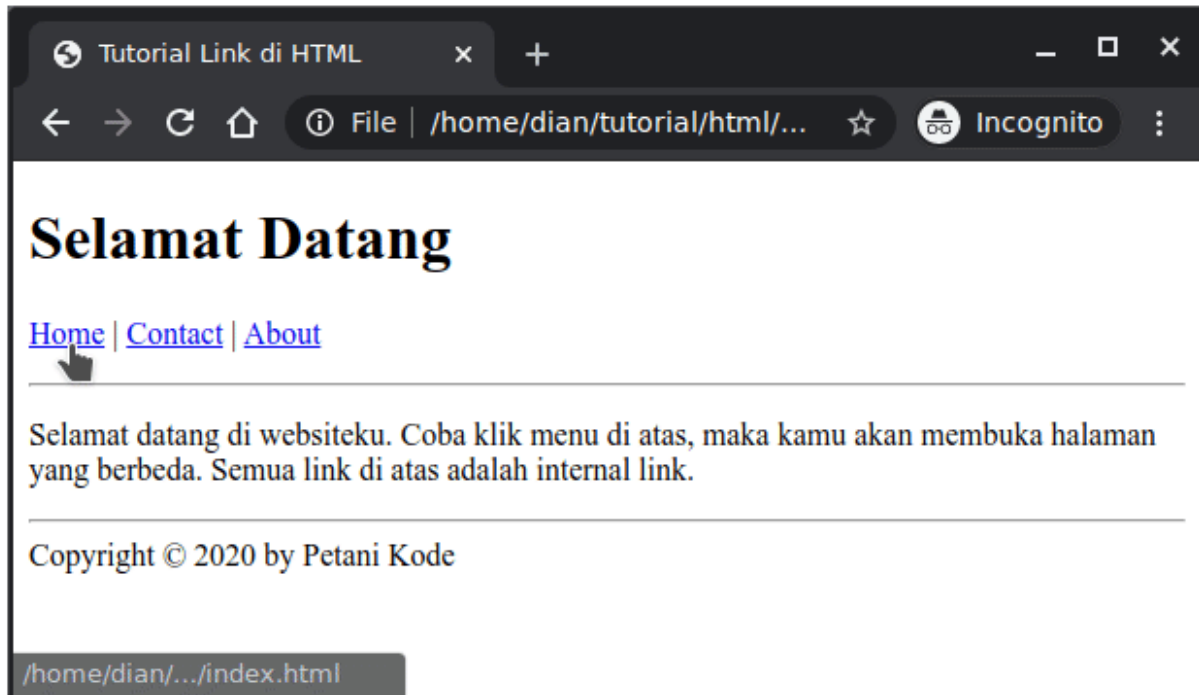 Tutorial Link di HTML
File | /home/dian/tutorial/html/...
Incognito
Selamat Datang
Home | Contact | About
Selamat datang di websiteku. Coba klik menu di atas, maka kamu akan membuka halaman
yang berbeda. Semua link di atas adalah internal link.
Copyright © 2020 by Petani Kode
/home/dian/.../index.html